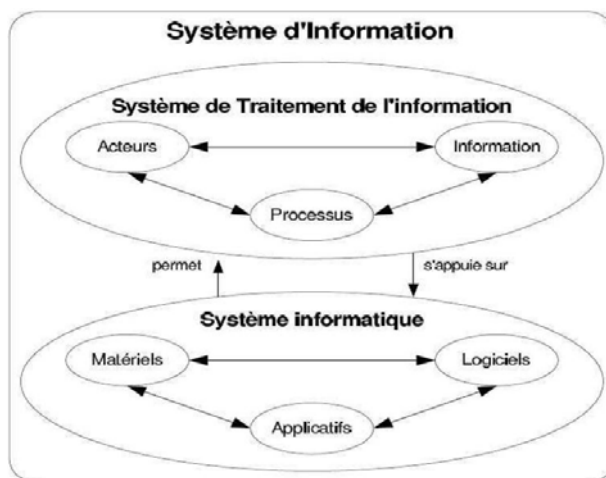 Système d'Information
Système de Traitement de l'information
Acteurs
Information
Processus
permet
s'appuie sur
Système informatique
Matériels
Logiciels
Applicatifs